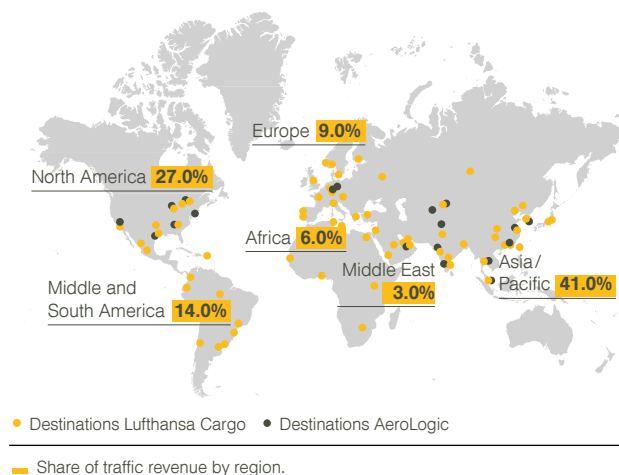 Europe 9.0%
North America 27.0%
Africa 6.0%
Middle East
3.0%
Asia/
Pacific 41.0%
Middle and
South America 14.0%
Destinations Lufthansa Cargo
Destinations AeroLogic
Share of traffic revenue by region.